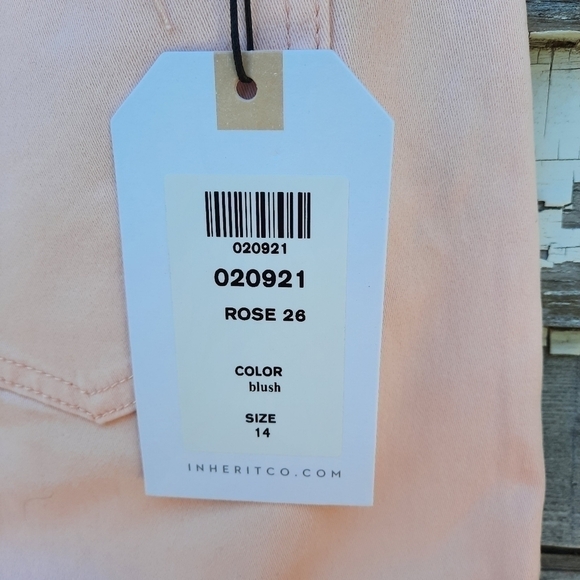 020921
020921
ROSE 26
COLOR
blush
SIZE
14
INHERITCO.COM